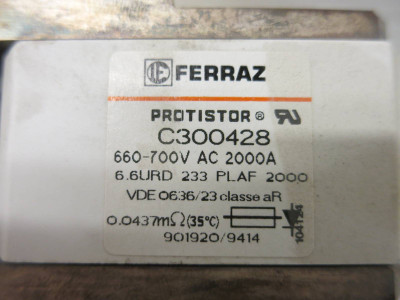 FERRAZ
PROTISTOR ®
C300428
660-700V AC 2000A
6.6URD 233 PLAF 2000
VDE 0636/23 classe aR
0.0437mΩ (35°C)
104124
901920/9414